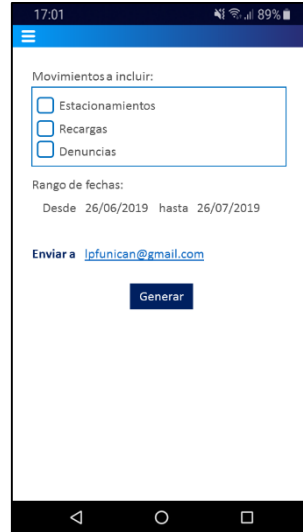 17:01 89%
Movimientos a incluir:
Estacionamientos
Recargas
Denuncias
Rango de fechas:
Desde 26/06/2019 hasta 26/07/2019
Enviar a lpfunican@gmail.com
Generar